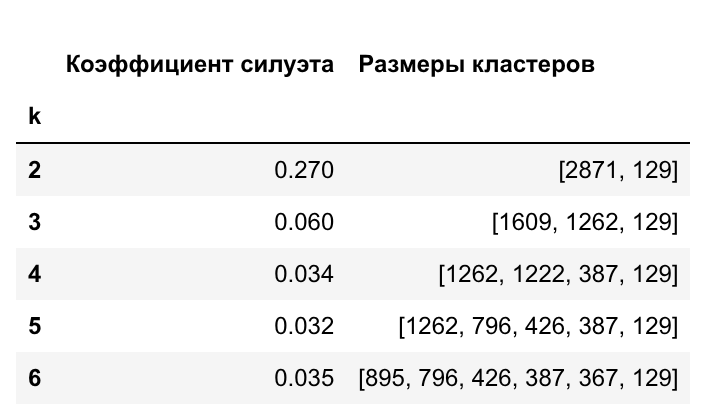 Коэффициент силуэта Размеры кластеров
k
2 0.270 [2871, 129]
3 0.060 [1609, 1262, 129]
4 0.034 [1262, 1222, 387, 129]
5 0.032 [1262, 796, 426, 387, 129]
6 0.035 [895, 796, 426, 387, 367, 129]